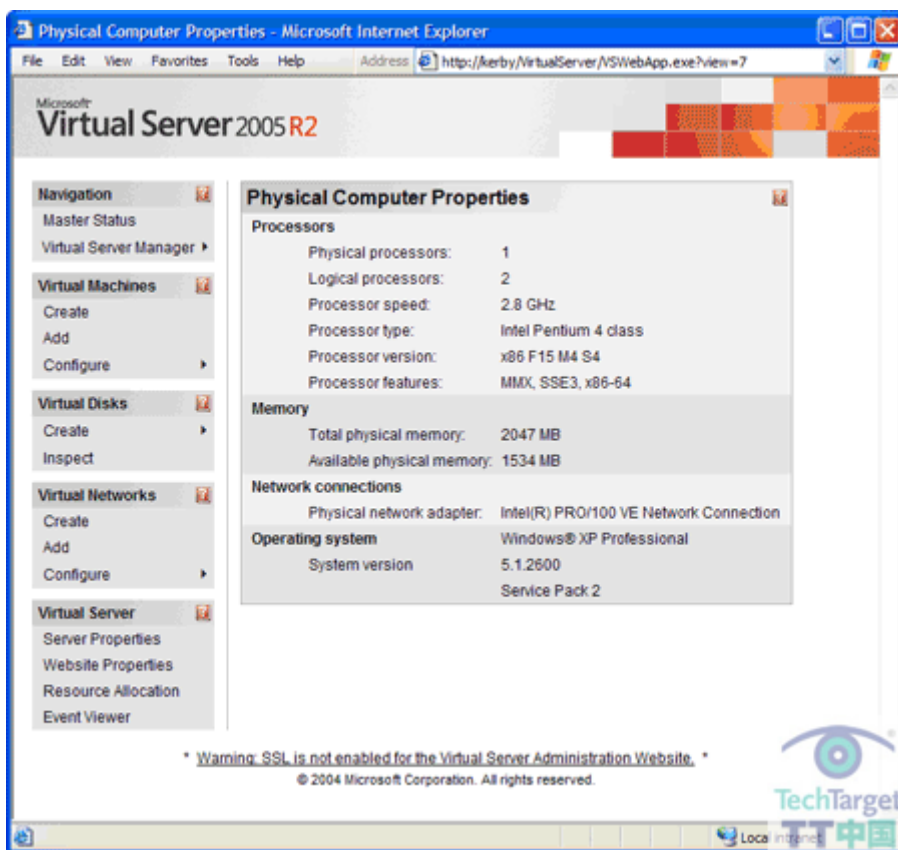 Physical Computer Properties - Microsoft Internet Explorer
File Edit View Favorites Tools Help Address http://kerby/VirtualServer/VSWebApp.exe?view=7
Microsoft
Virtual Server 2005 R2
Navigation
Master Status
Virtual Server Manager
Virtual Machines
Create
Add
Configure
Virtual Disks
Create
Inspect
Virtual Networks
Create
Add
Configure
Virtual Server
Server Properties
Website Properties
Resource Allocation
Event Viewer
Physical Computer Properties
Processors
Physical processors: 1
Logical processors: 2
Processor speed: 2.8 GHz
Processor type: Intel Pentium 4 class
Processor version: x86 F15 M4 S4
Processor features: MMX, SSE3, x86-64
Memory
Total physical memory: 2047 MB
Available physical memory: 1534 MB
Network connections
Physical network adapter: Intel(R) PRO/100 VE Network Connection
Operating system Windows® XP Professional
System version 5.1.2600
Service Pack 2
* Warning: SSL is not enabled for the Virtual Server Administration Website. *
© 2004 Microsoft Corporation. All rights reserved.
TechTarget
TT中国
Local intranet